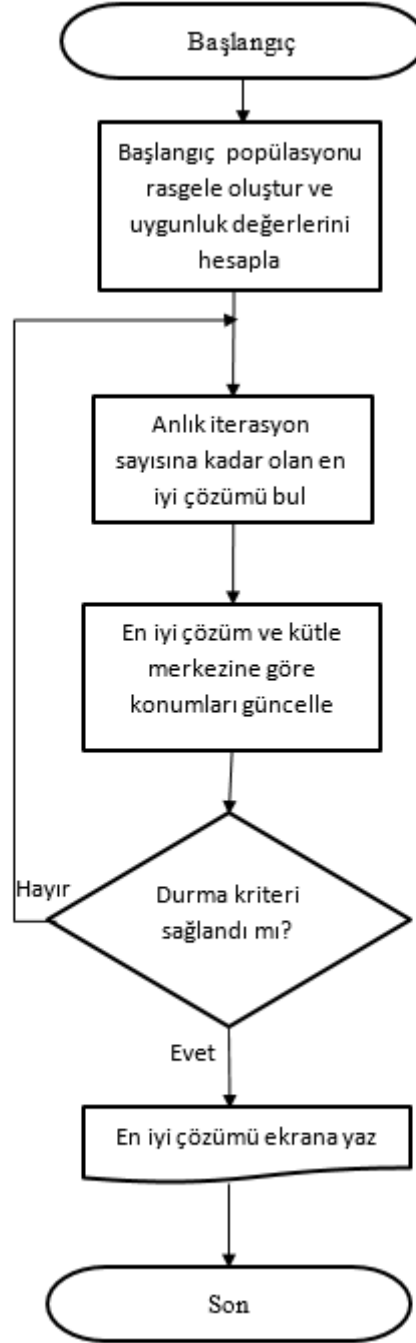 Başlangıç
Başlangıç popülasyonu
rasgele oluştur ve
uygunluk değerlerini
hesapla
Anlık iterasyon
sayısına kadar olan en
iyi çözümü bul
En iyi çözüm ve kütle
merkezine göre
konumları güncelle
Hayır
Durma kriteri
sağlandı mı?
Evet
En iyi çözümü ekrana yaz
Son